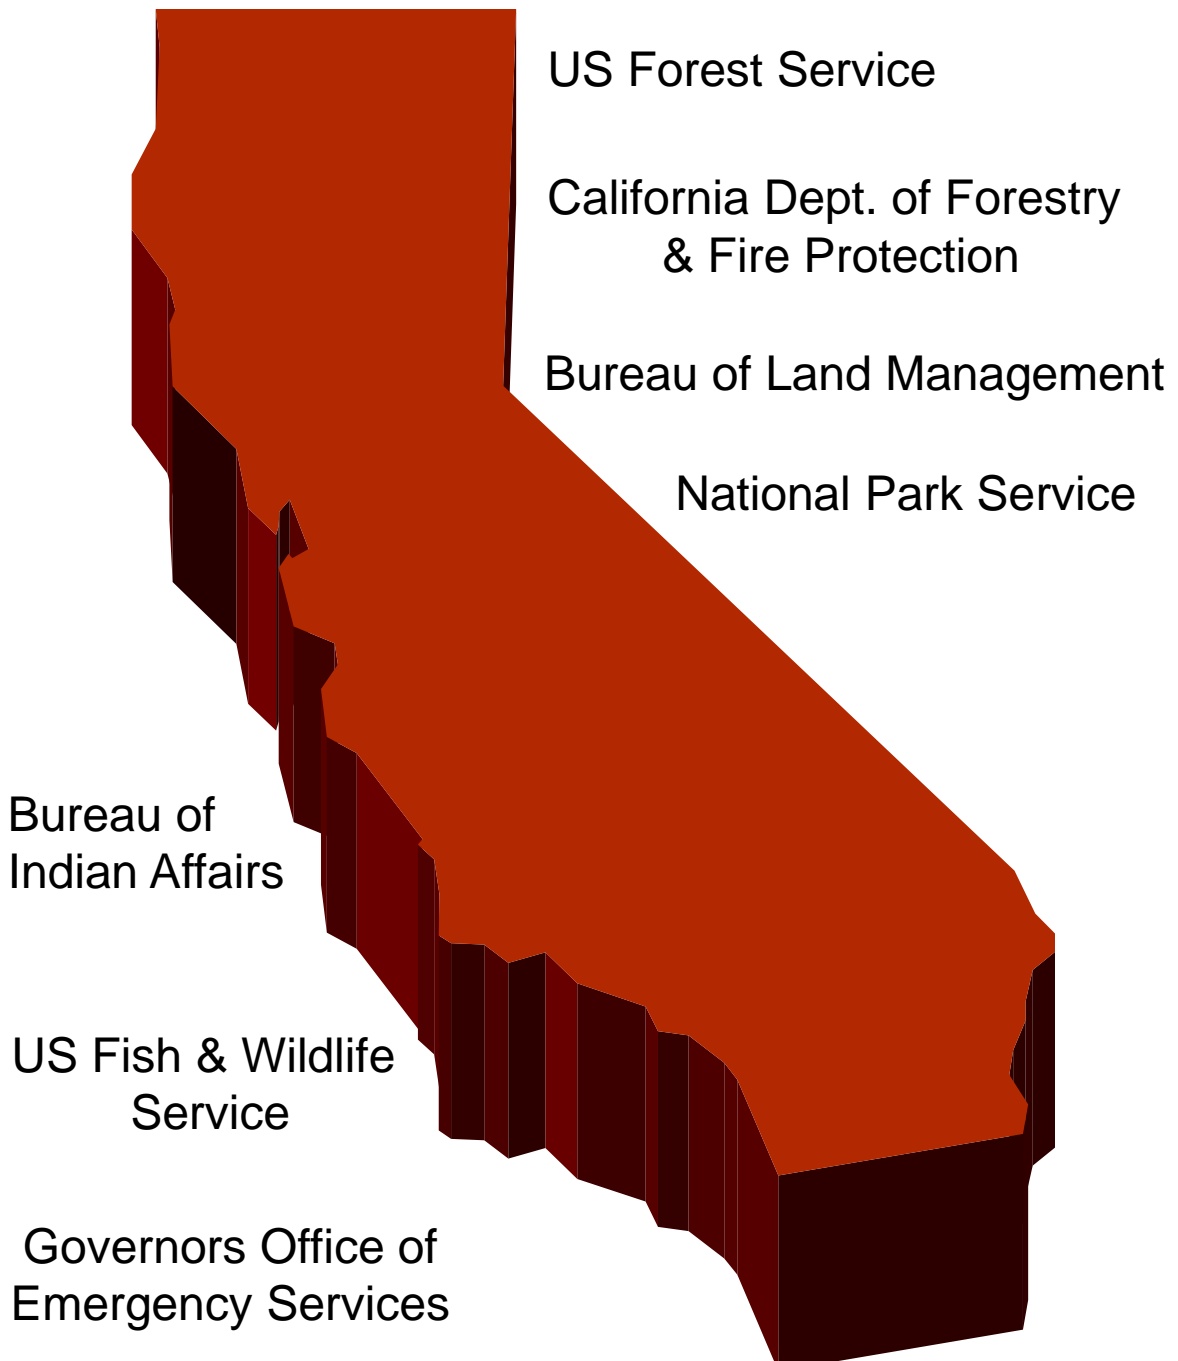 US Forest Service
California Dept. of Forestry
& Fire Protection
Bureau of Land Management
National Park Service
Bureau of
Indian Affairs
US Fish & Wildlife
Service
Governors Office of
Emergency Services